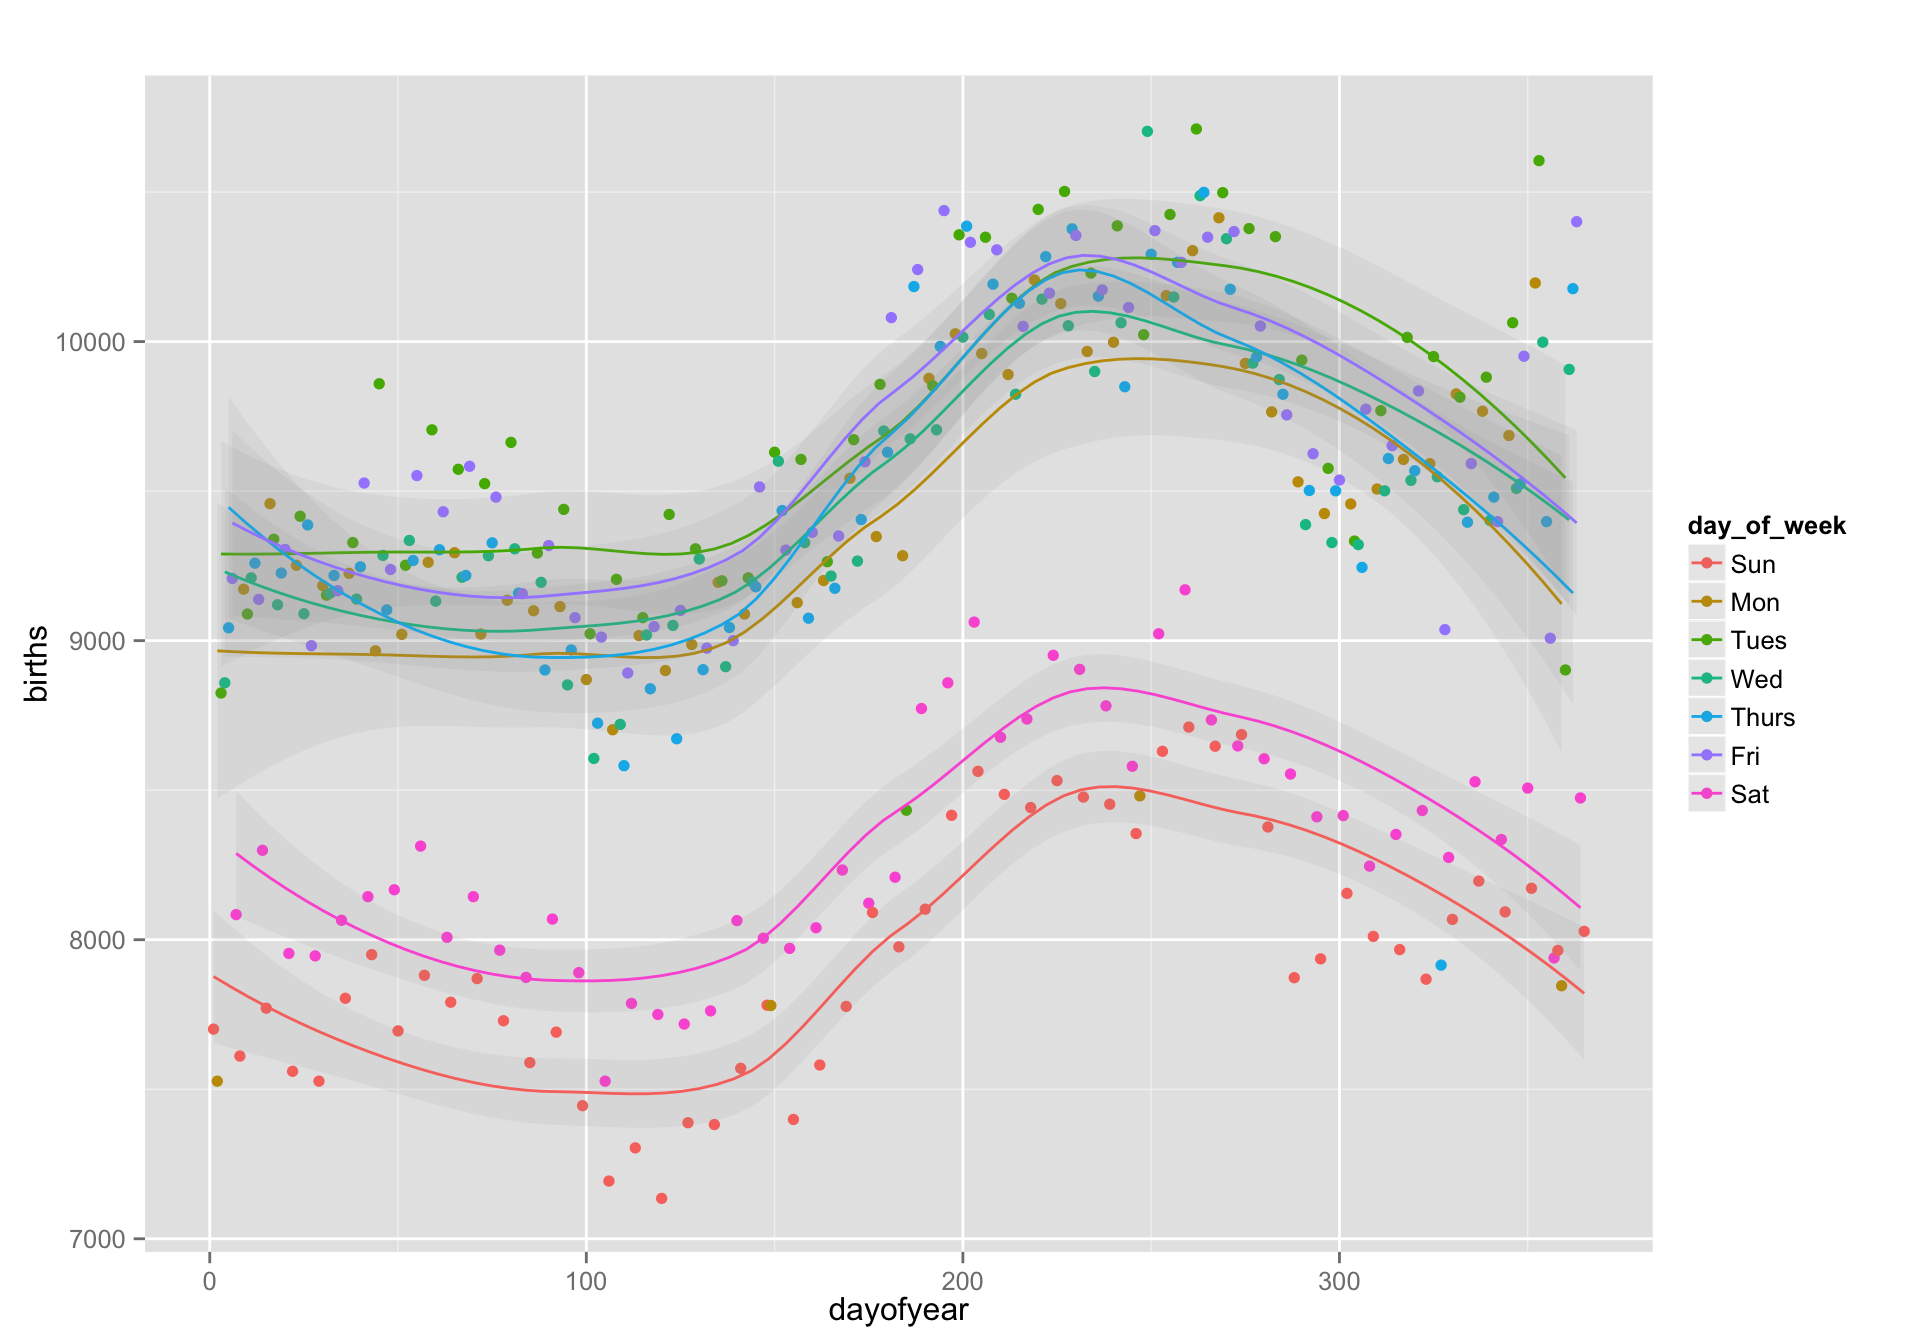 births
10000
9000
8000
7000
0 100 200 300
dayofyear
day_of_week
Sun
Mon
Tues
Wed
Thurs
Fri
Sat